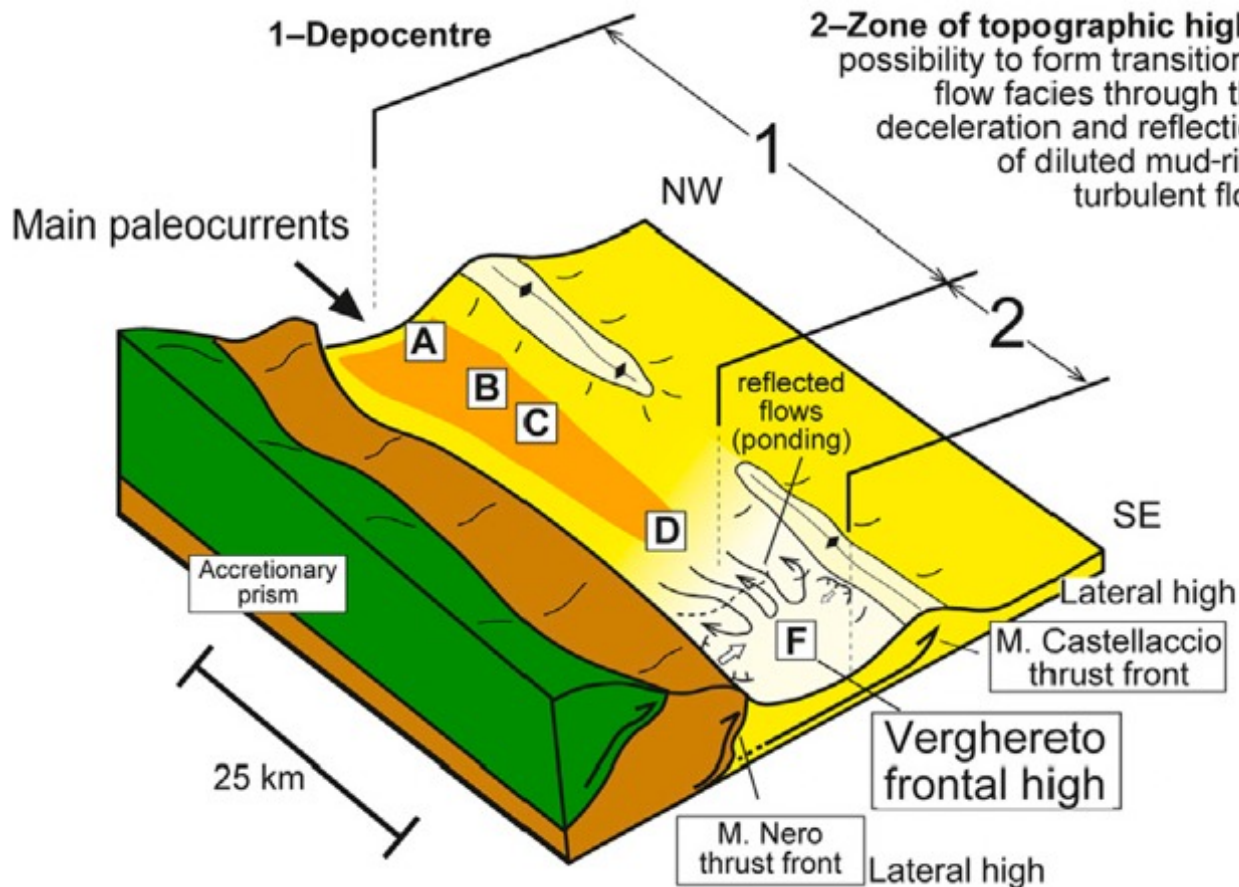 1–Depocentre
2–Zone of topographic hig
possibility to form transition
flow facies through t
deceleration and reflecti
of diluted mud-ri
turbulent flo
1
NW
Main paleocurrents
2
A
reflected
flows
(ponding)
B
C
SE
D
Accretionary
prism
Lateral high
F
M. Castellaccio
thrust front
Verghereto
frontal high
25 km
M. Nero
thrust front
Lateral high